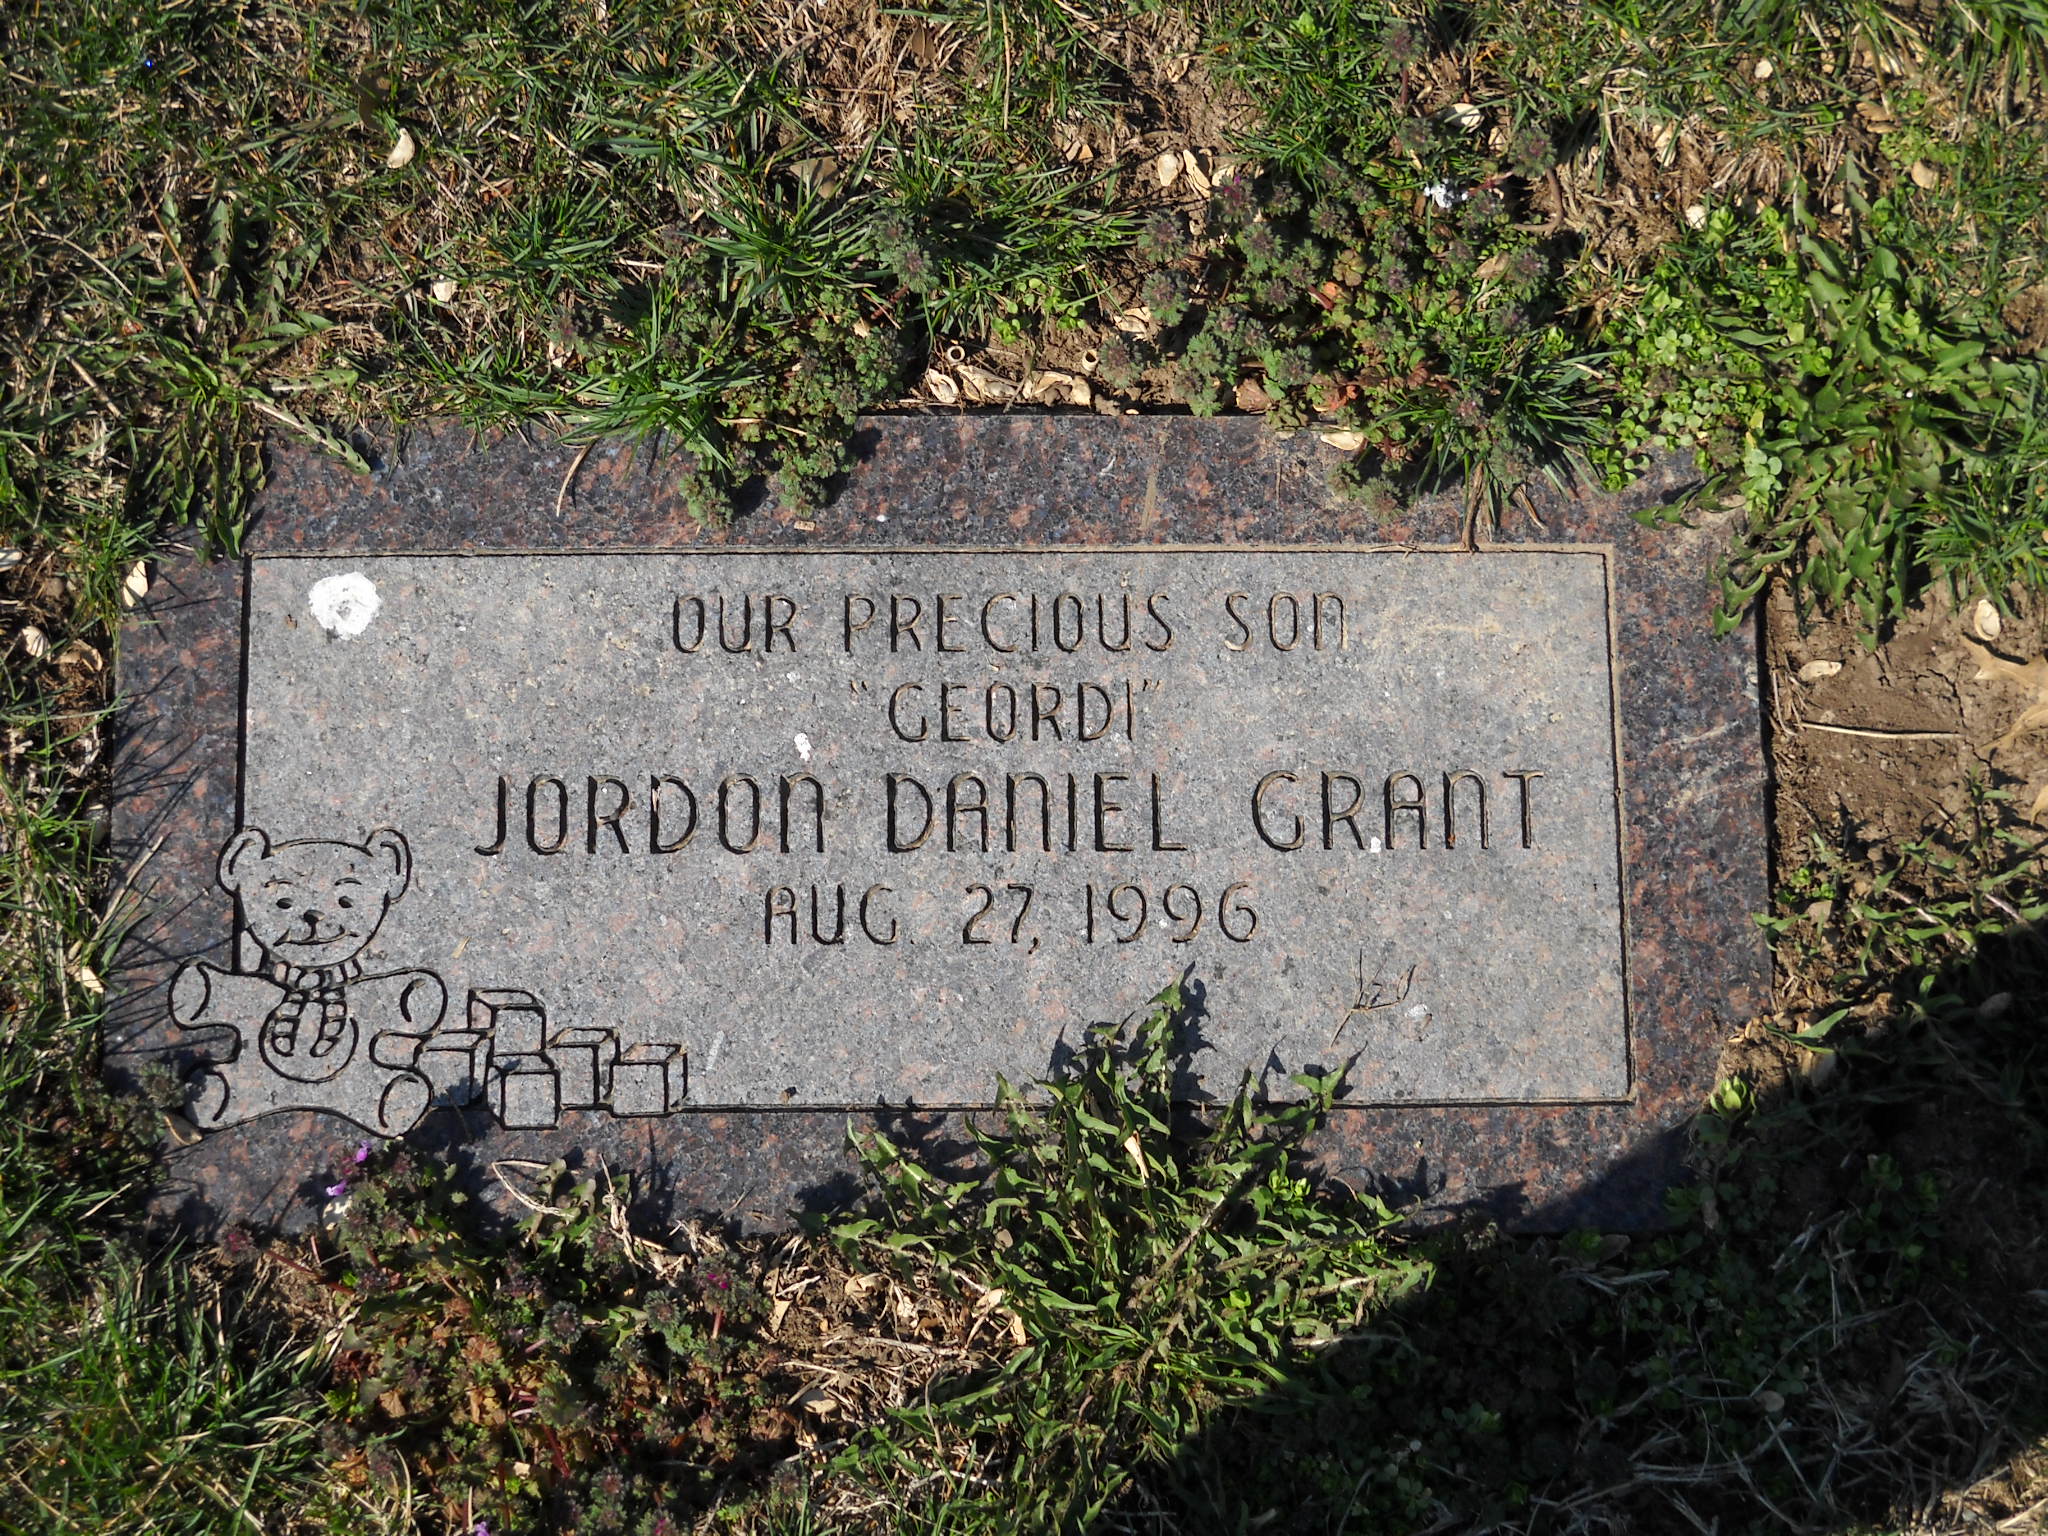 OUR PRECIOUS SON
"GEORDI"
JORDON DANIEL GRANT
AUG. 27, 1996